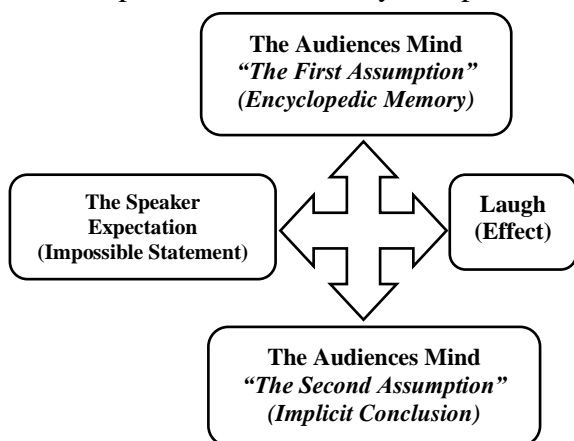 The Audiences Mind
“The First Assumption”
(Encyclopedic Memory)
The Speaker
Expectation
(Impossible Statement)
Laugh
(Effect)
The Audiences Mind
“The Second Assumption”
(Implicit Conclusion)